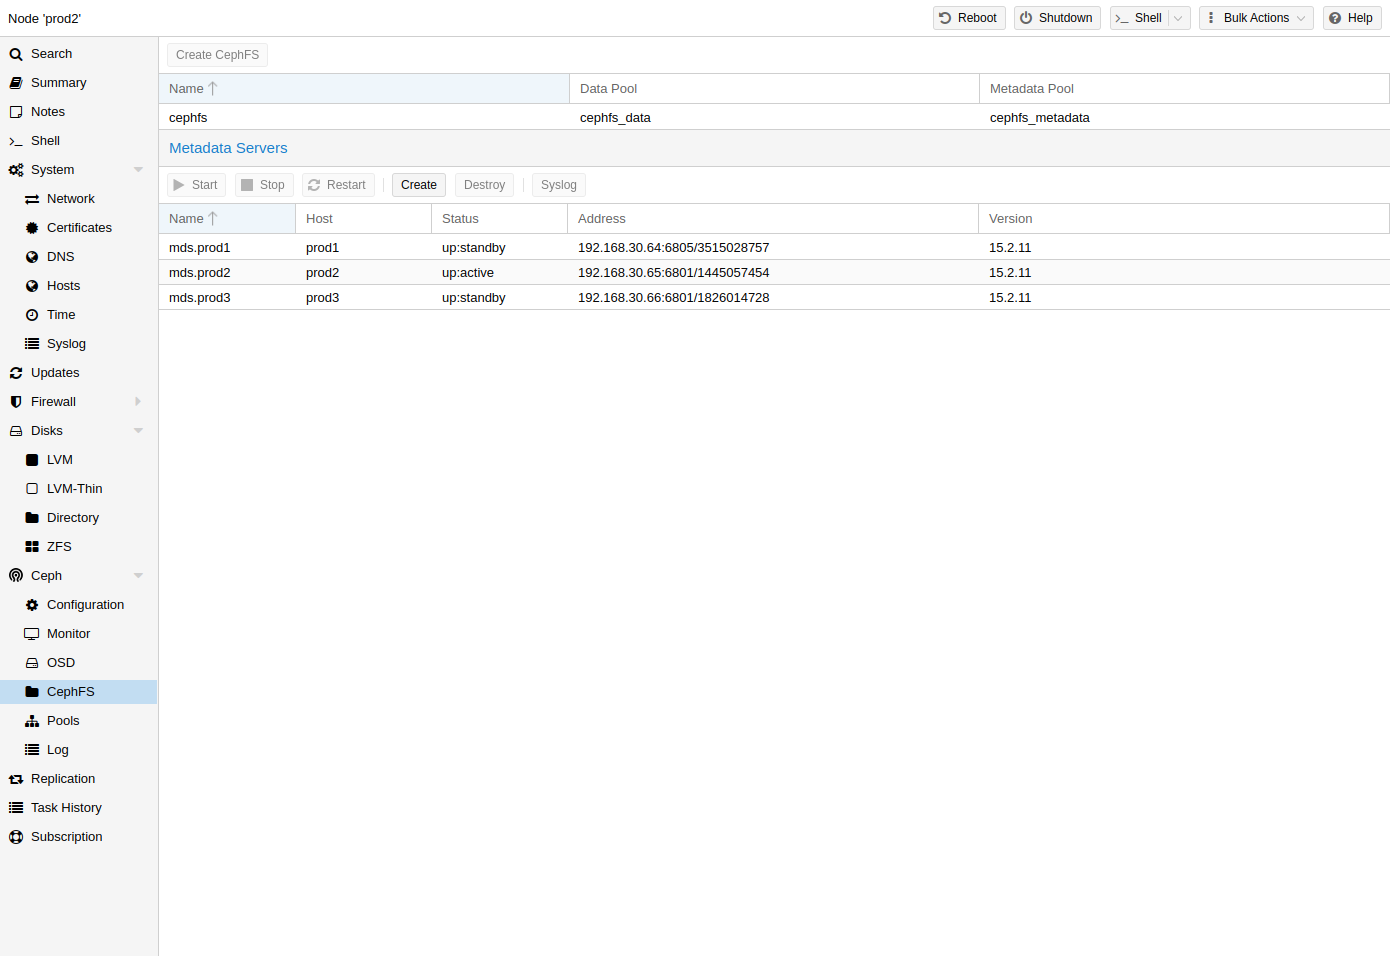 Node 'prod2'
Reboot
Shutdown
Shell
Bulk Actions
Help
Search
Summary
Notes
Shell
System
Network
Certificates
DNS
Hosts
Time
Syslog
Updates
Firewall
Disks
LVM
LVM-Thin
Directory
ZFS
Ceph
Configuration
Monitor
OSD
CephFS
Pools
Log
Replication
Task History
Subscription
Create CephFS
Name Data Pool Metadata Pool
cephfs cephfs_data cephfs_metadata
Metadata Servers
Start Stop Restart Create Destroy Syslog
Name Host Status Address Version
mds.prod1 prod1 up:standby 192.168.30.64:6805/3515028757 15.2.11
mds.prod2 prod2 up:active 192.168.30.65:6801/1445057454 15.2.11
mds.prod3 prod3 up:standby 192.168.30.66:6801/1826014728 15.2.11